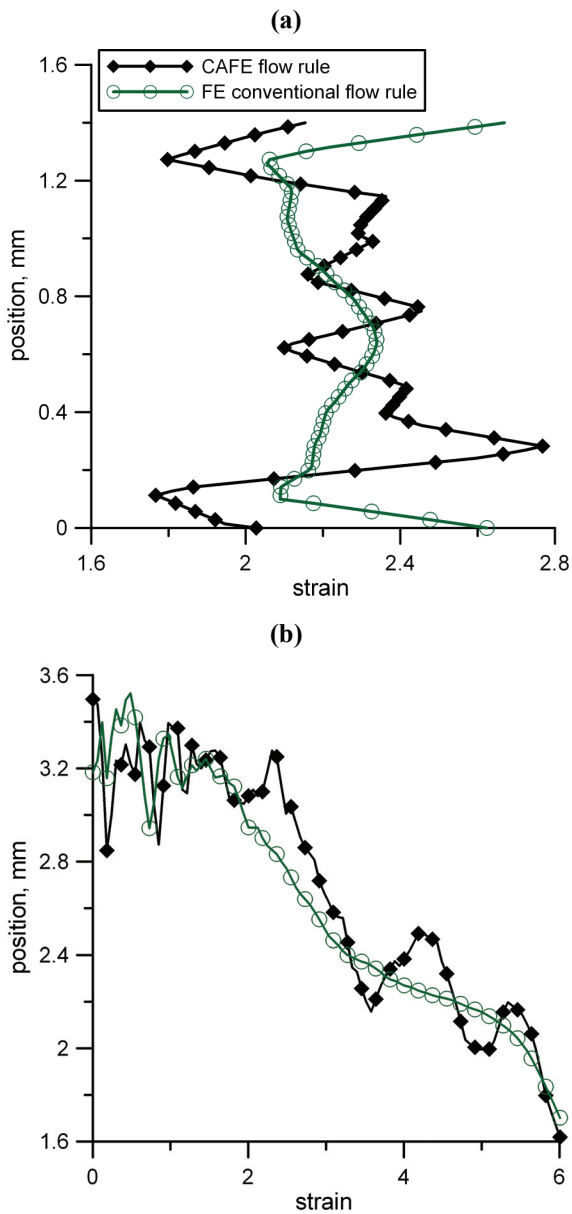 (a)
1.6
CAFE flow rule
FE conventional flow rule
1.2
0.8
0.4
0
position, mm
1.6
2
2.4
2.8
strain
(b)
3.6
3.2
2.8
2.4
2
1.6
position, mm
0
2
4
6
strain